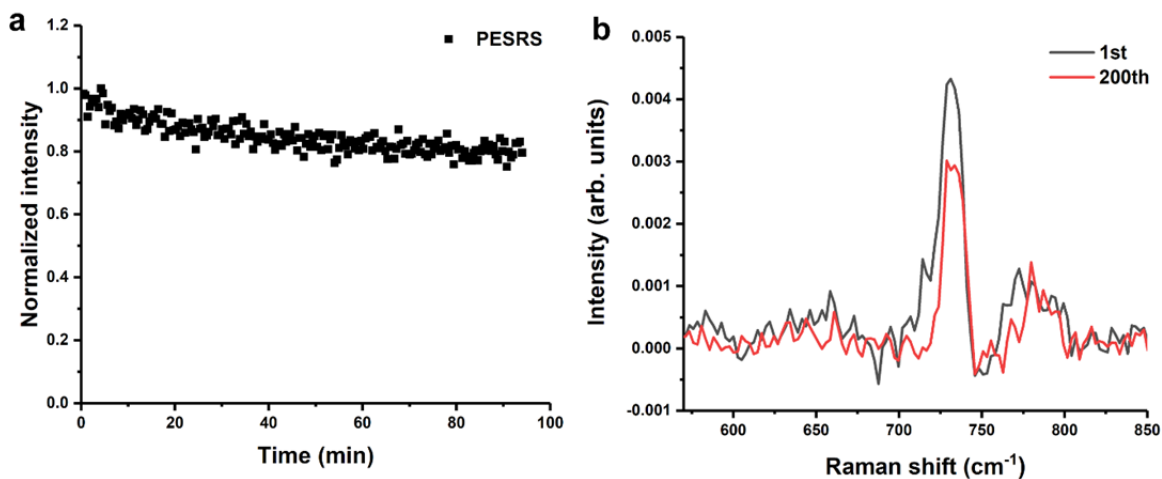 a
1.2
1.0
0.8
0.6
0.4
0.2
0.0
0
20
40
60
80
100
Normalized intensity
Time (min)
PESRS
b
0.005
0.004
0.003
0.002
0.001
0.000
-0.001
600
650
700
750
800
850
Intensity (arb. units)
Raman shift (cm⁻¹)
1st
200th